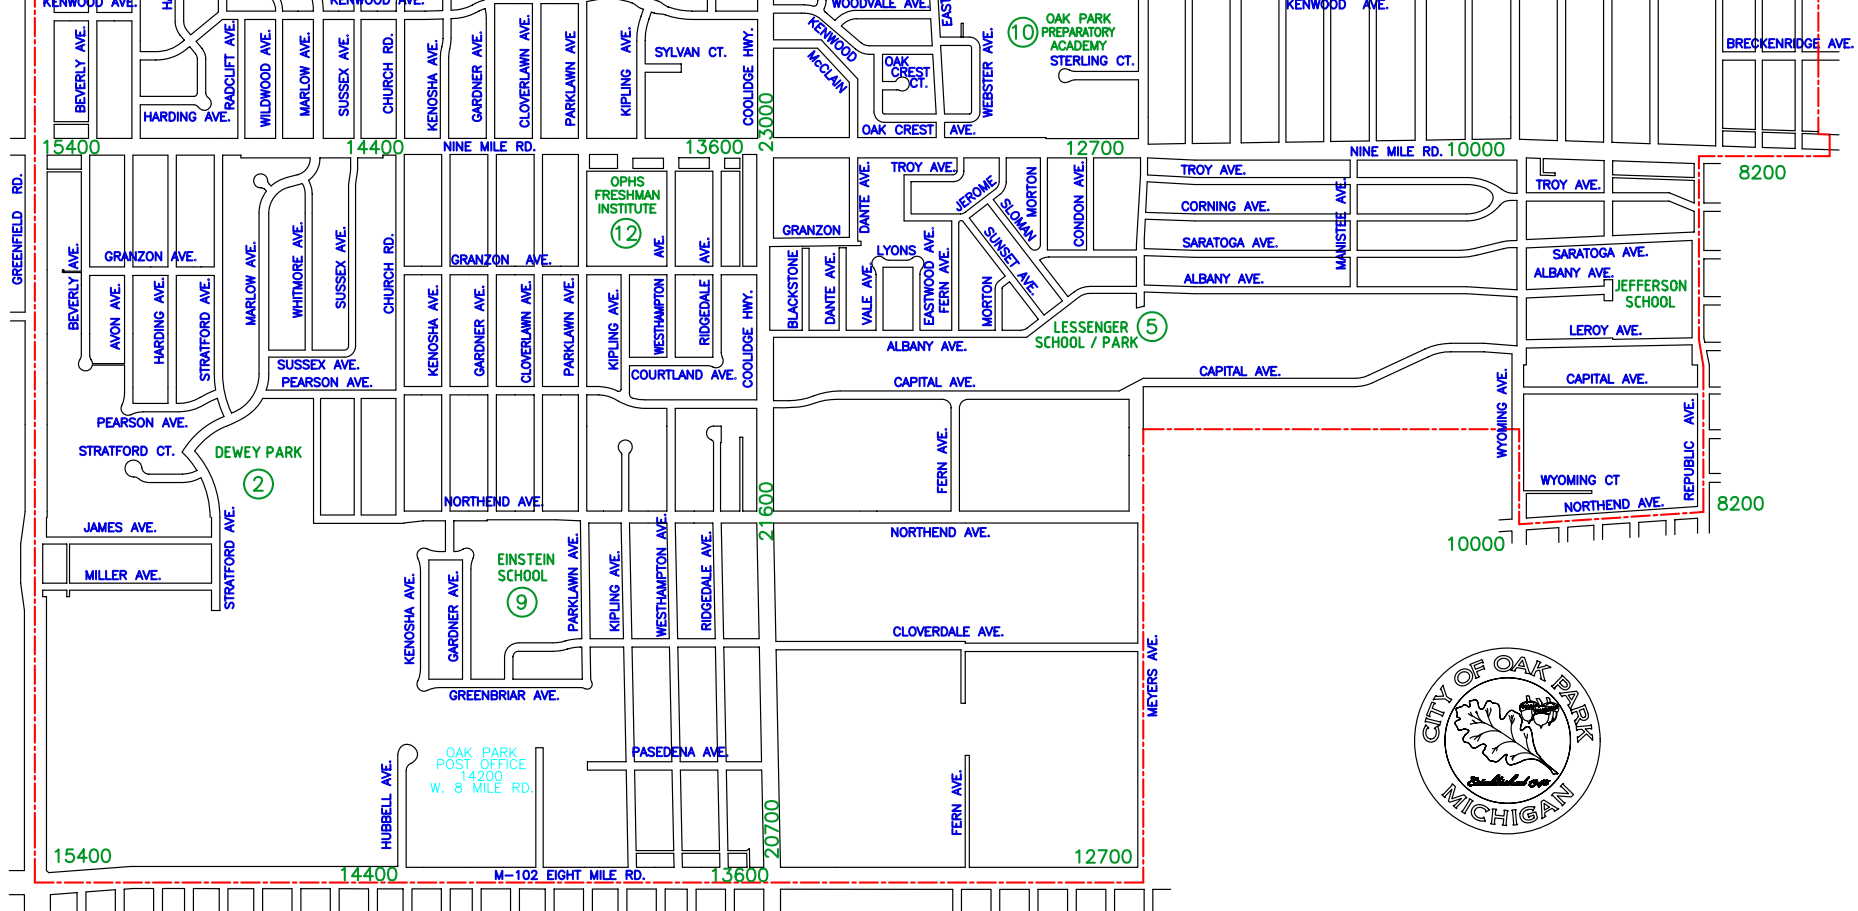 KENWOOD AVE.
KENWOOD AVE.
WOODVALE AVE.
KENWOOD AVE.
BEVERLY AVE.
RADCLIFT AVE.
WILDWOOD AVE.
MARLOW AVE.
SUSSEX AVE.
CHURCH RD.
KENOSHA AVE.
GARDNER AVE.
CLOVERLAWN AVE.
PARKLAWN AVE
KIPLING AVE.
SYLVAN CT.
COOLIDGE HWY.
23000
KENWOOD
McCLAIN
OAK
CREST
CT.
EAST
WEBSTER AVE.
10
OAK PARK
PREPARATORY
ACADEMY
STERLING CT.
BRECKENRIDGE AVE.
HARDING AVE.
OAK CREST AVE.
15400
14400
NINE MILE RD.
13600
12700
NINE MILE RD.
10000
8200
GREENFIELD RD.
OPHS
FRESHMAN
INSTITUTE
12
TROY AVE.
DANTE AVE.
JEROME
SLOMAN
MORTON
CONDON AVE.
SUNSET AVE.
TROY AVE.
CORNING AVE.
SARATOGA AVE.
ALBANY AVE.
MANISTEE AVE.
TROY AVE.
SARATOGA AVE.
ALBANY AVE.
JEFFERSON
SCHOOL
LEROY AVE.
GRANZON
LYONS
BLACKSTONE
DANTE AVE.
VALE AVE.
EASTWOOD AVE.
FERN AVE.
MORTON
LESSENGER
SCHOOL / PARK
5
ALBANY AVE.
BEVERLY AVE.
GRANZON AVE.
AVON AVE.
HARDING AVE.
STRATFORD AVE.
MARLOW AVE.
WHITMORE AVE.
SUSSEX AVE.
CHURCH RD.
GRANZON AVE.
KENOSHA AVE.
GARDNER AVE.
CLOVERLAWN AVE.
PARKLAWN AVE.
KIPLING AVE.
WESTHAMPTON
AVE.
RIDGEDALE
AVE.
COOLIDGE HWY.
SUSSEX AVE.
PEARSON AVE.
COURTLAND AVE.
CAPITAL AVE.
CAPITAL AVE.
CAPITAL AVE.
WYOMING AVE.
REPUBLIC AVE.
PEARSON AVE.
STRATFORD CT.
DEWEY PARK
2
FERN AVE.
WYOMING CT
NORTHEND AVE.
8200
10000
NORTHEND AVE.
21600
NORTHEND AVE.
JAMES AVE.
MILLER AVE.
STRATFORD AVE.
EINSTEIN
SCHOOL
9
KENOSHA AVE.
GARDNER AVE.
PARKLAWN AVE.
KIPLING AVE.
WESTHAMPTON AVE.
RIDGEDALE AVE.
CLOVERDALE AVE.
MEYERS AVE.
GREENBRIAR AVE.
CITY OF OAK PARK
MICHIGAN
OAK PARK
POST OFFICE
14200
W. 8 MILE RD.
PASEDENA AVE.
HUBBELL AVE.
FERN AVE.
20700
15400
14400
M-102 EIGHT MILE RD.
13600
12700